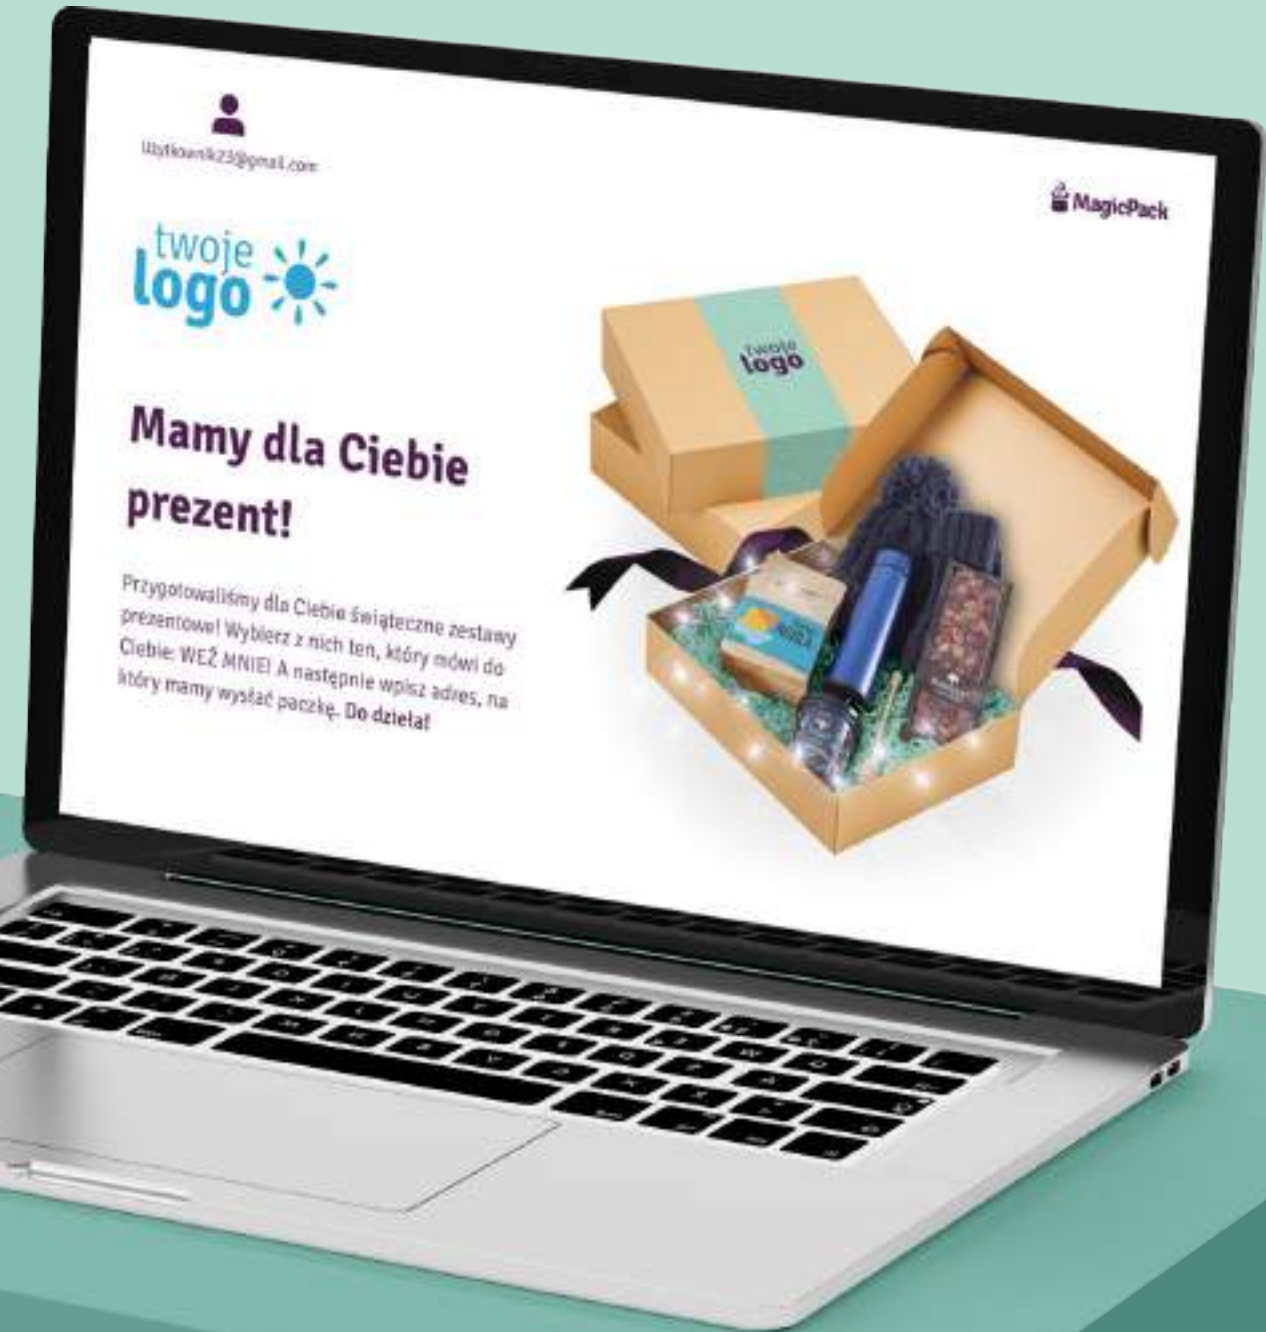 Użytkownik23@gmail.com
MagicPack
twoje
logo
Mamy dla Ciebie
prezent!
Przygotowaliśmy dla Ciebie świąteczne zestawy
prezentowe! Wybierz z nich ten, który mówi do
Ciebie: WEŹ MNIE! A następnie wpisz adres, na
który mamy wysłać paczkę. Do dzieła!
twoje
logo